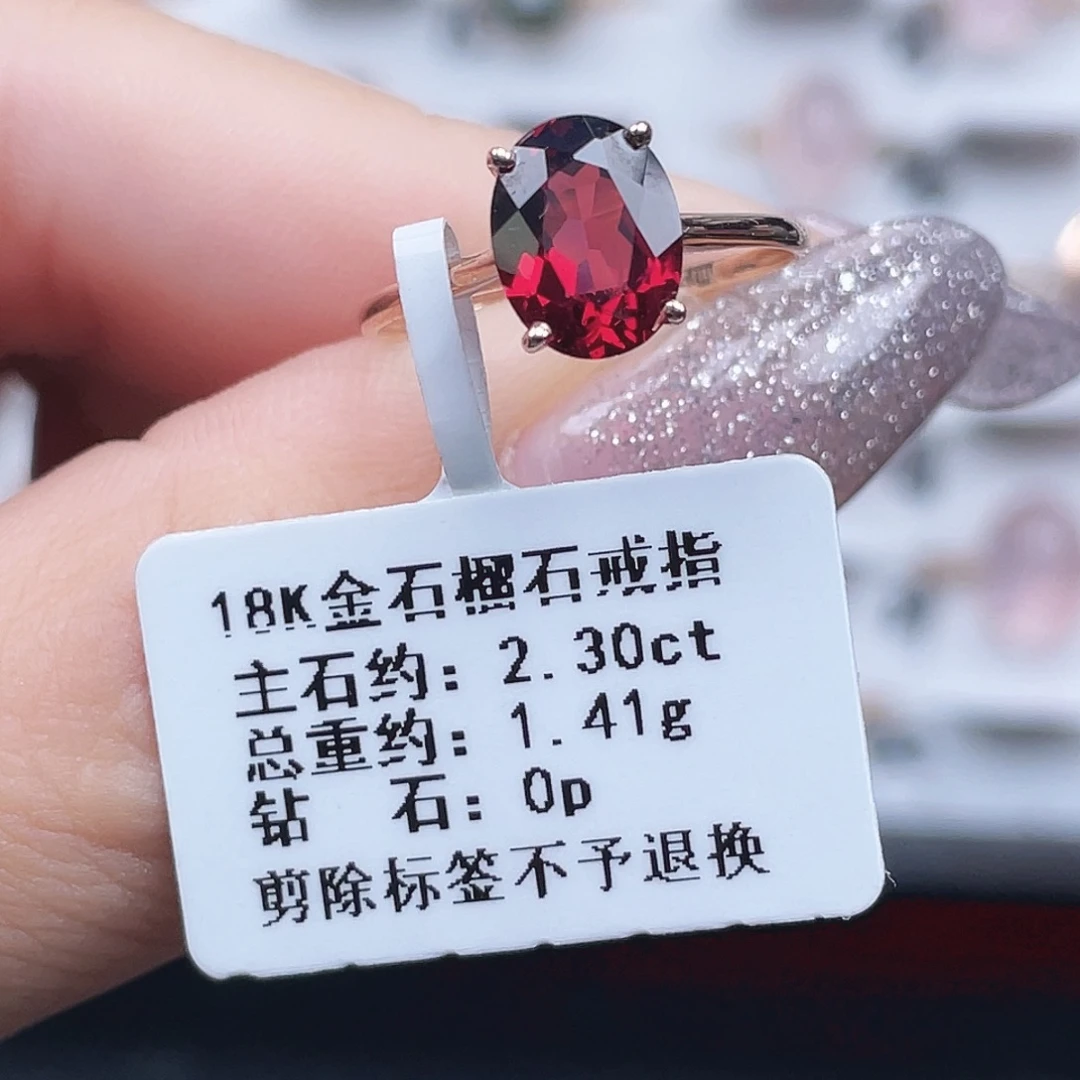 18K金石榴石戒指
主石约：2.30ct
总重约：1.41g
钻 石：0p
剪除标签不予退换